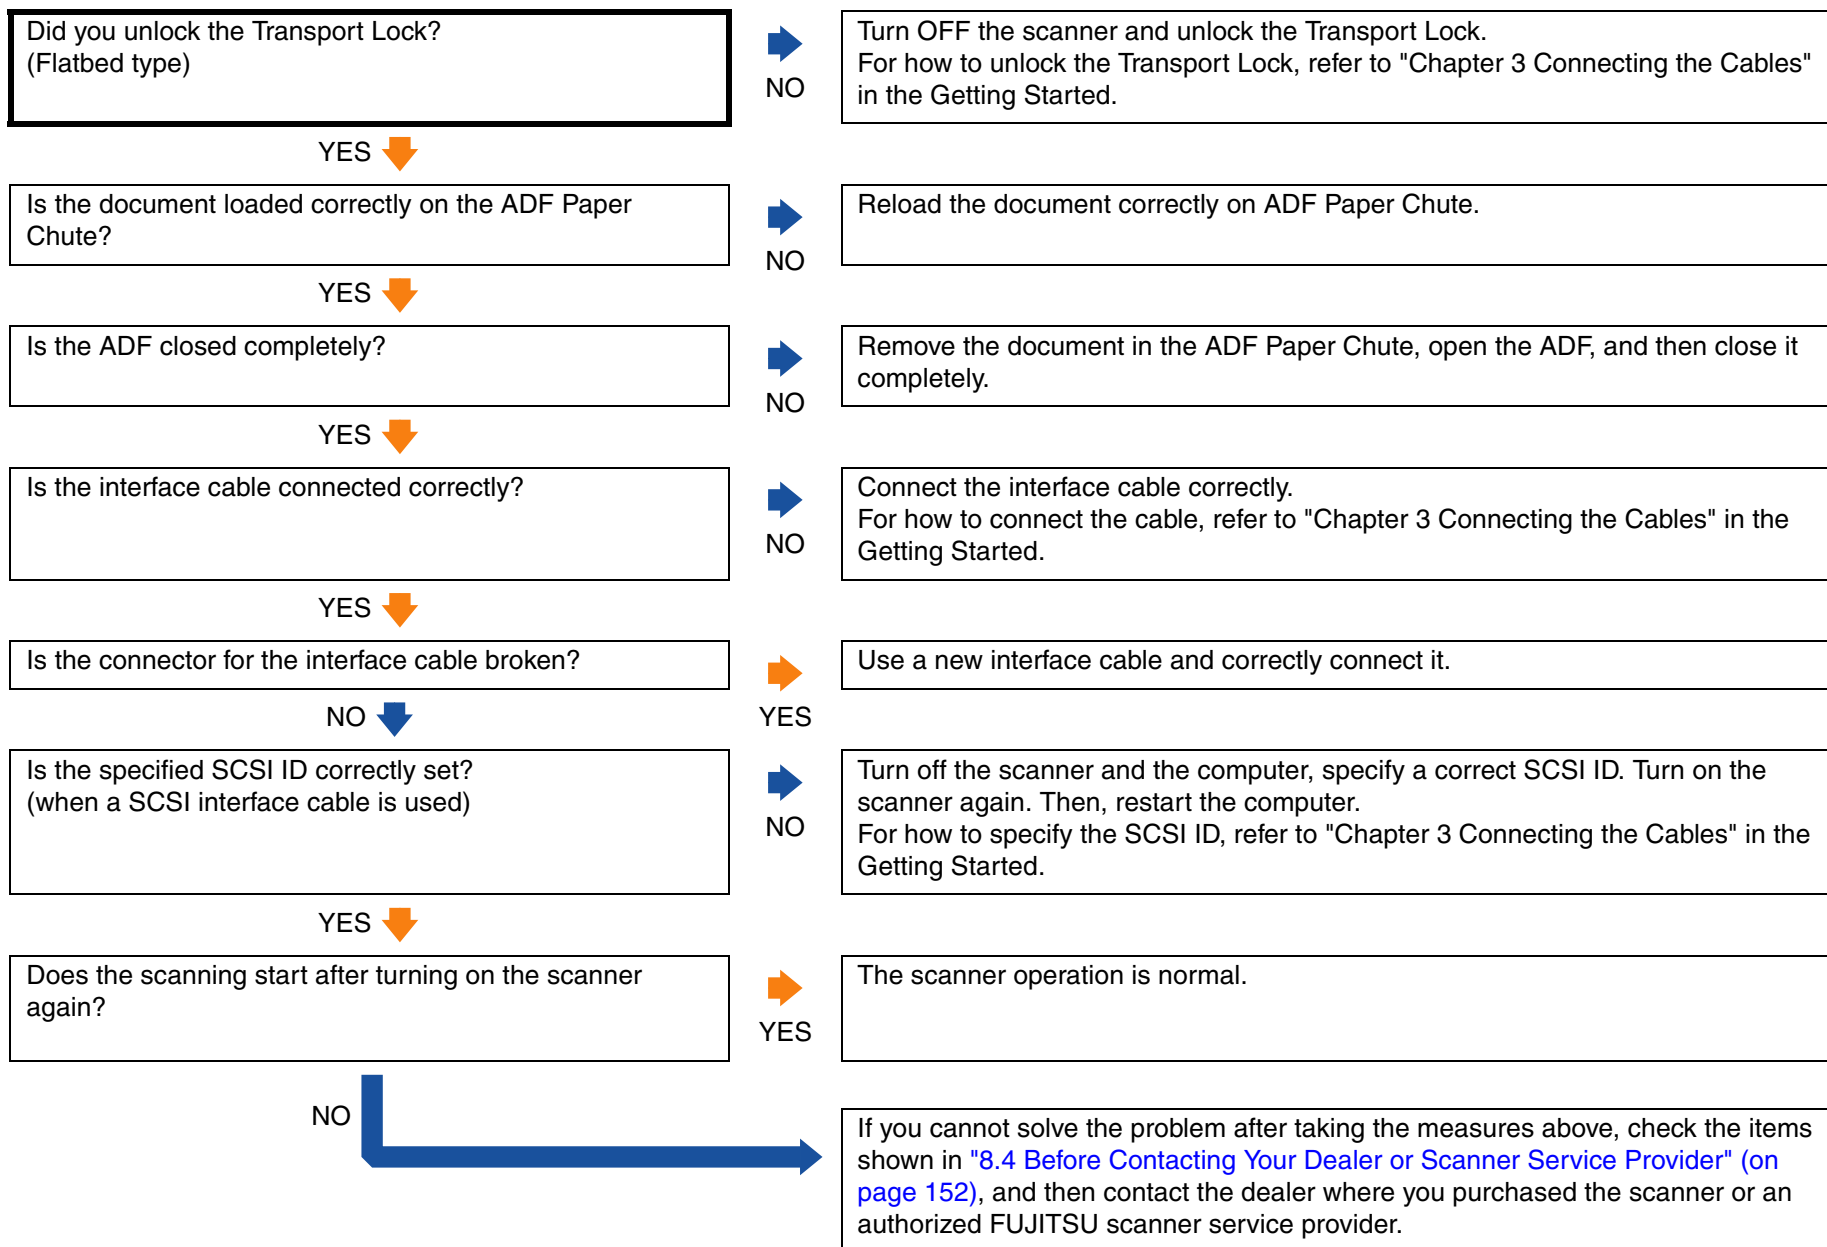 Did you unlock the Transport Lock?
(Flatbed type)
NO
Turn OFF the scanner and unlock the Transport Lock.
For how to unlock the Transport Lock, refer to "Chapter 3 Connecting the Cables"
in the Getting Started.
YES
Is the document loaded correctly on the ADF Paper
Chute?
NO
Reload the document correctly on ADF Paper Chute.
YES
Is the ADF closed completely?
NO
Remove the document in the ADF Paper Chute, open the ADF, and then close it
completely.
YES
Is the interface cable connected correctly?
NO
Connect the interface cable correctly.
For how to connect the cable, refer to "Chapter 3 Connecting the Cables" in the
Getting Started.
YES
Is the connector for the interface cable broken?
YES
Use a new interface cable and correctly connect it.
NO
Is the specified SCSI ID correctly set?
(when a SCSI interface cable is used)
NO
Turn off the scanner and the computer, specify a correct SCSI ID. Turn on the
scanner again. Then, restart the computer.
For how to specify the SCSI ID, refer to "Chapter 3 Connecting the Cables" in the
Getting Started.
YES
Does the scanning start after turning on the scanner
again?
YES
The scanner operation is normal.
NO
If you cannot solve the problem after taking the measures above, check the items
shown in "8.4 Before Contacting Your Dealer or Scanner Service Provider" (on
page 152), and then contact the dealer where you purchased the scanner or an
authorized FUJITSU scanner service provider.